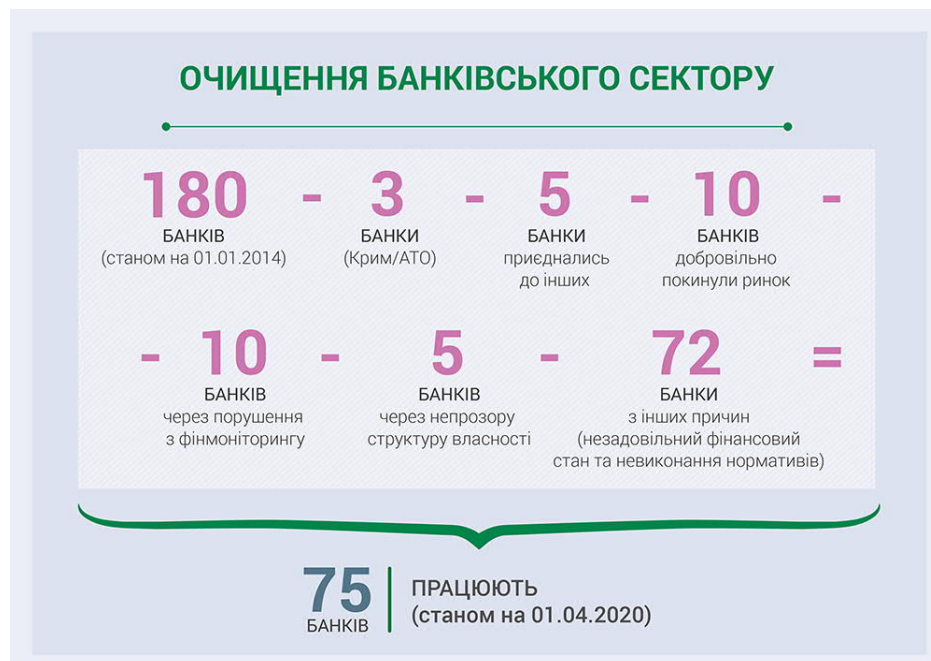 ОЧИЩЕННЯ БАНКІВСЬКОГО СЕКТОРУ
180 - 3 - 5 - 10 -
БАНКІВ БАНКИ БАНКИ БАНКІВ
(станом на 01.01.2014) (Крим/АТО) приєднались добровільно
до інших покинули ринок
- 10 - 5 - 72 =
БАНКІВ БАНКІВ БАНКИ
через порушення через непрозору з інших причин
з фінмоніторингу структуру власності (незадовільний фінансовий
стан та невиконання нормативів)
75 ПРАЦЮЮТЬ
БАНКІВ (станом на 01.04.2020)